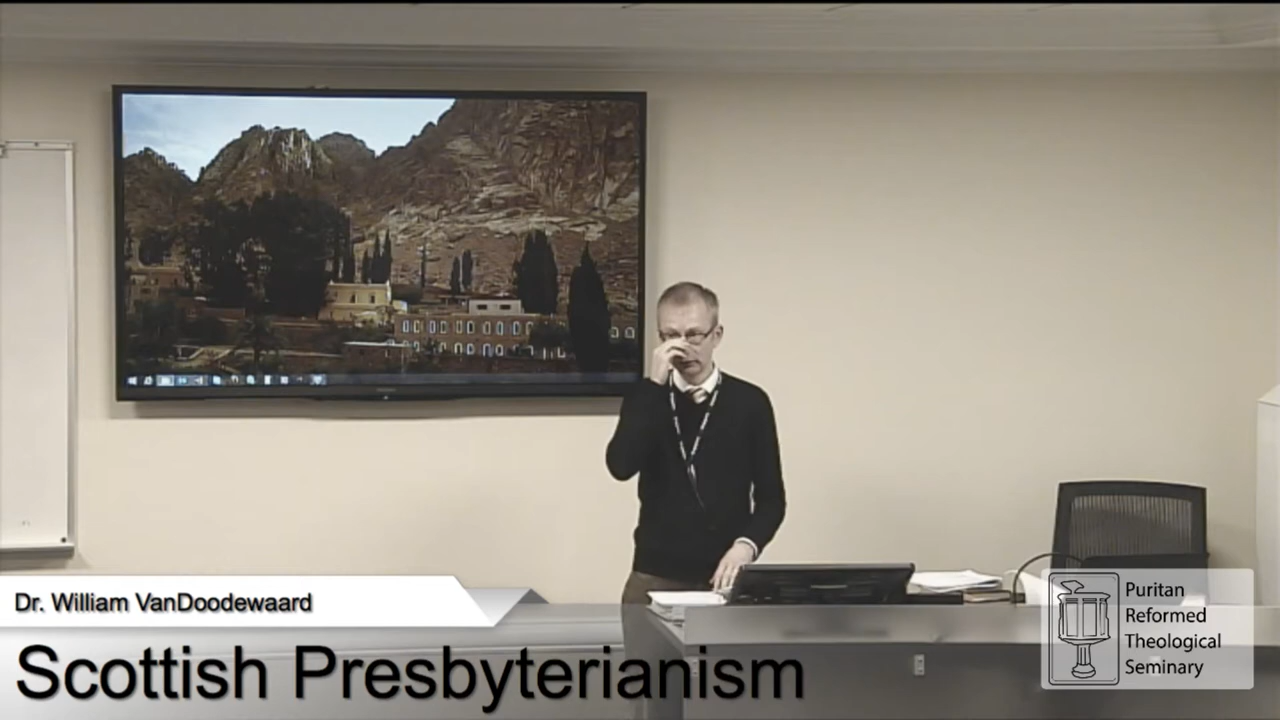 Dr. William VanDoodewaard
Scottish Presbyterianism
Puritan
Reformed
Theological
Seminary